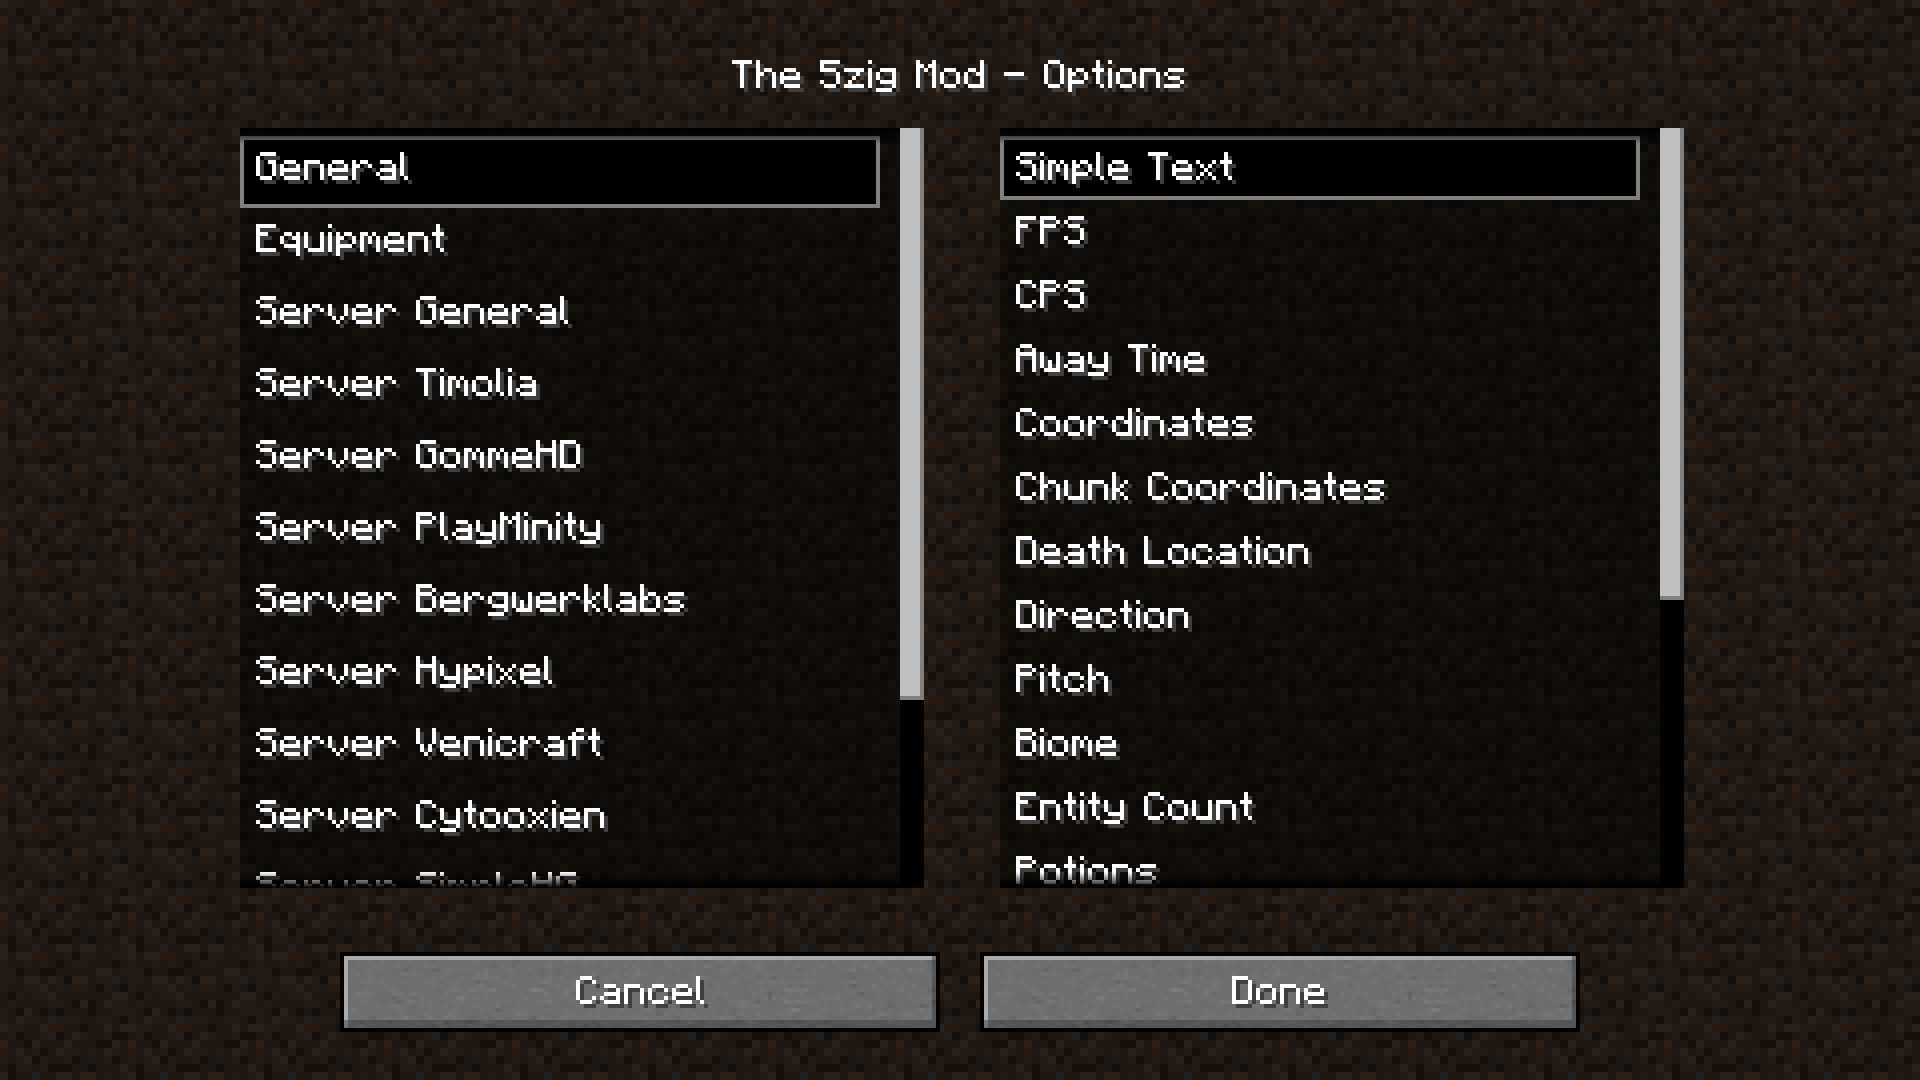 The 5zig Mod - Options
General
Equipment
Server General
Server Timolia
Server GommeHD
Server PlayMinity
Server Bergwerklabs
Server Hypixel
Server Venicraft
Server Cytooxien
Server SimpleHG
Simple Text
FPS
CPS
Away Time
Coordinates
Chunk Coordinates
Death Location
Direction
Pitch
Biome
Entity Count
Potions
Cancel
Done